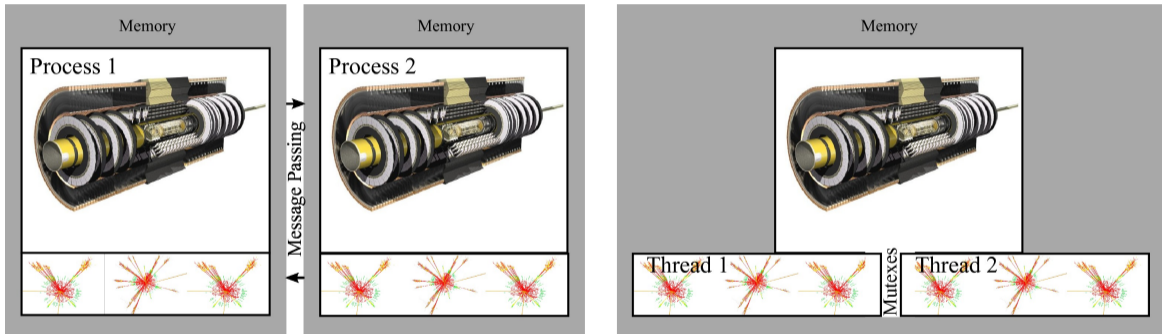 Memory
Process 1
Message Passing
Memory
Process 2
Memory
Thread 1
Mutexes
Thread 2